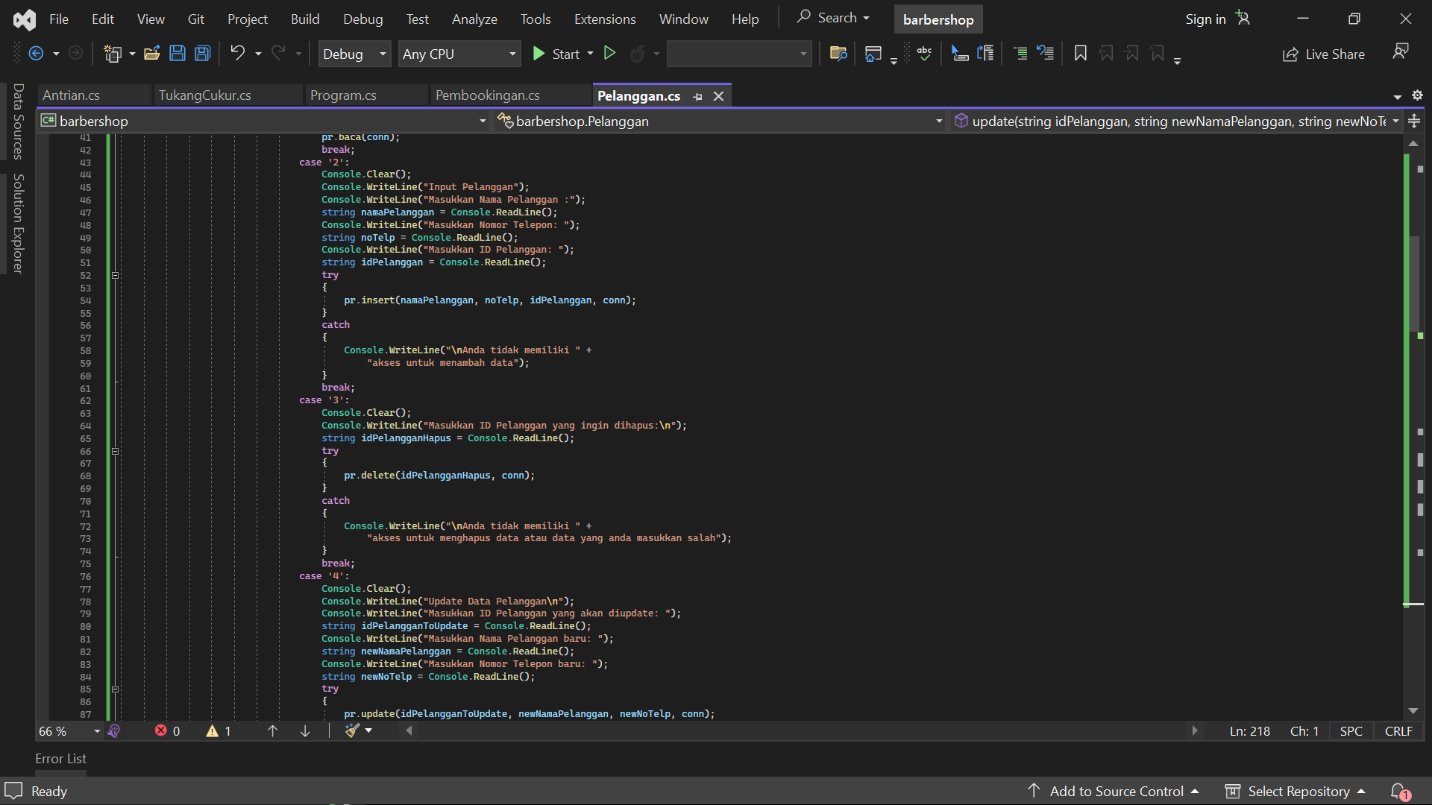 File Edit View Git Project Build Debug Test Analyze Tools Extensions Window Help Search barbershop Sign in
Debug Any CPU Start Live Share
Antrian.cs TukangCukur.cs Program.cs Pembookingan.cs Pelanggan.cs
C# barbershop barbershop.Pelanggan update(string idPelanggan, string newNamaPelanggan, string newNoTe
Data Sources
Solution Explorer
41 pr.baca(conn);
42 break;
43 case '2':
44 Console.Clear();
45 Console.WriteLine("Input Pelanggan");
46 Console.WriteLine("Masukkan Nama Pelanggan :");
47 string namaPelanggan = Console.ReadLine();
48 Console.WriteLine("Masukkan Nomor Telepon: ");
49 string noTelp = Console.ReadLine();
50 Console.WriteLine("Masukkan ID Pelanggan: ");
51 string idPelanggan = Console.ReadLine();
52 try
53 {
54 pr.insert(namaPelanggan, noTelp, idPelanggan, conn);
55 }
56 catch
57 {
58 Console.WriteLine("\nAnda tidak memiliki " +
59 "akses untuk menambah data");
60 }
61 break;
62 case '3':
63 Console.Clear();
64 Console.WriteLine("Masukkan ID Pelanggan yang ingin dihapus:\n");
65 string idPelangganHapus = Console.ReadLine();
66 try
67 {
68 pr.delete(idPelangganHapus, conn);
69 }
70 catch
71 {
72 Console.WriteLine("\nAnda tidak memiliki " +
73 "akses untuk menghapus data atau data yang anda masukkan salah");
74 }
75 break;
76 case '4':
77 Console.Clear();
78 Console.WriteLine("Update Data Pelanggan\n");
79 Console.WriteLine("Masukkan ID Pelanggan yang akan diupdate: ");
80 string idPelangganToUpdate = Console.ReadLine();
81 Console.WriteLine("Masukkan Nama Pelanggan baru: ");
82 string newNamaPelanggan = Console.ReadLine();
83 Console.WriteLine("Masukkan Nomor Telepon baru: ");
84 string newNoTelp = Console.ReadLine();
85 try
86 {
87 pr.update(idPelangganToUpdate, newNamaPelanggan, newNoTelp, conn);
66 % 0 1 Ln: 218 Ch: 1 SPC CRLF
Error List
Ready Add to Source Control Select Repository 1